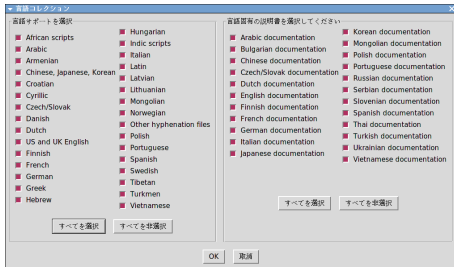 言語コレクション
言語サポートを選択
African scripts
Arabic
Armenian
Chinese, Japanese, Korean
Croatian
Cyrillic
Czech/Slovak
Danish
Dutch
US and UK English
Finnish
French
German
Greek
Hebrew
Hungarian
Indic scripts
Italian
Latin
Latvian
Lithuanian
Mongolian
Norwegian
Other hyphenation files
Polish
Portuguese
Spanish
Swedish
Tibetan
Turkmen
Vietnamese
すべてを選択
すべてを非選択
言語固有の説明書を選択してください
Arabic documentation
Bulgarian documentation
Chinese documentation
Czech/Slovak documentation
Dutch documentation
English documentation
Finnish documentation
French documentation
German documentation
Italian documentation
Japanese documentation
Korean documentation
Mongolian documentation
Polish documentation
Portuguese documentation
Russian documentation
Serbian documentation
Slovenian documentation
Spanish documentation
Thai documentation
Turkish documentation
Ukrainian documentation
Vietnamese documentation
すべてを選択
すべてを非選択
OK
取消